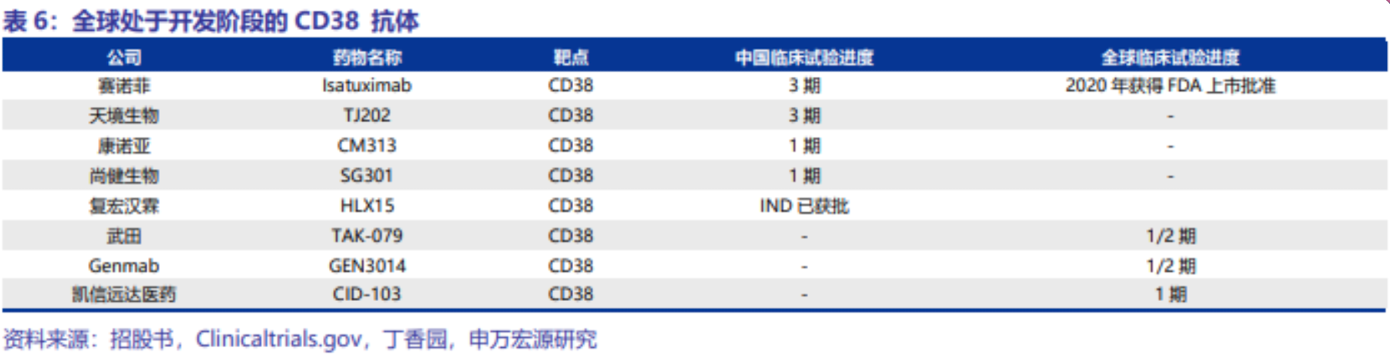 表 6：全球处于开发阶段的 CD38 抗体
公司 药物名称 靶点 中国临床试验进度 全球临床试验进度
赛诺菲 Isatuximab CD38 3 期 2020 年获得 FDA 上市批准
天境生物 TJ202 CD38 3 期 -
康诺亚 CM313 CD38 1 期 -
尚健生物 SG301 CD38 1 期 -
复宏汉霖 HLX15 CD38 IND 已获批
武田 TAK-079 CD38 - 1/2 期
Genmab GEN3014 CD38 - 1/2 期
凯信远达医药 CID-103 CD38 - 1 期
资料来源：招股书，Clinicaltrials.gov，丁香园，申万宏源研究